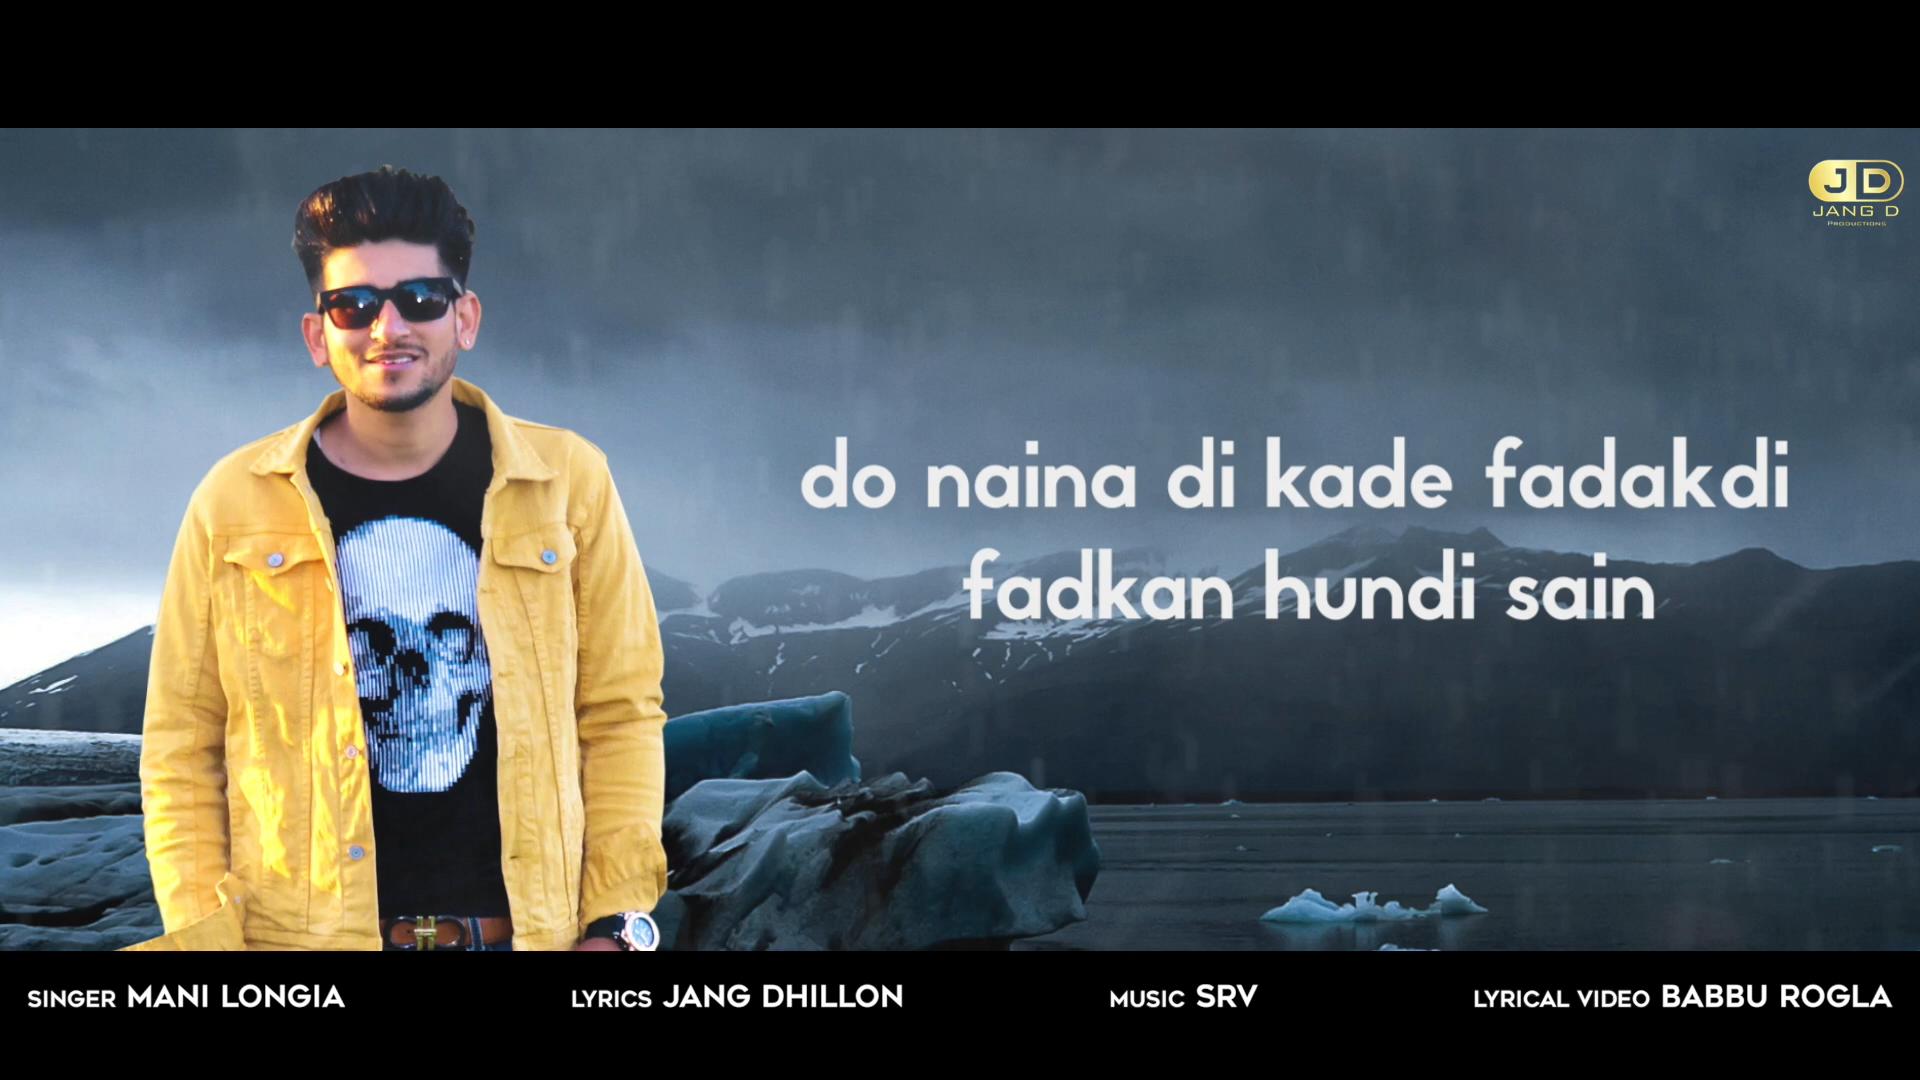 JD
JANG D
PRODUCTIONS
do naina di kade fadakdi
fadkan hundi sain
SINGER MANI LONGIA
LYRICS JANG DHILLON
MUSIC SRV
LYRICAL VIDEO BABBU ROGLA